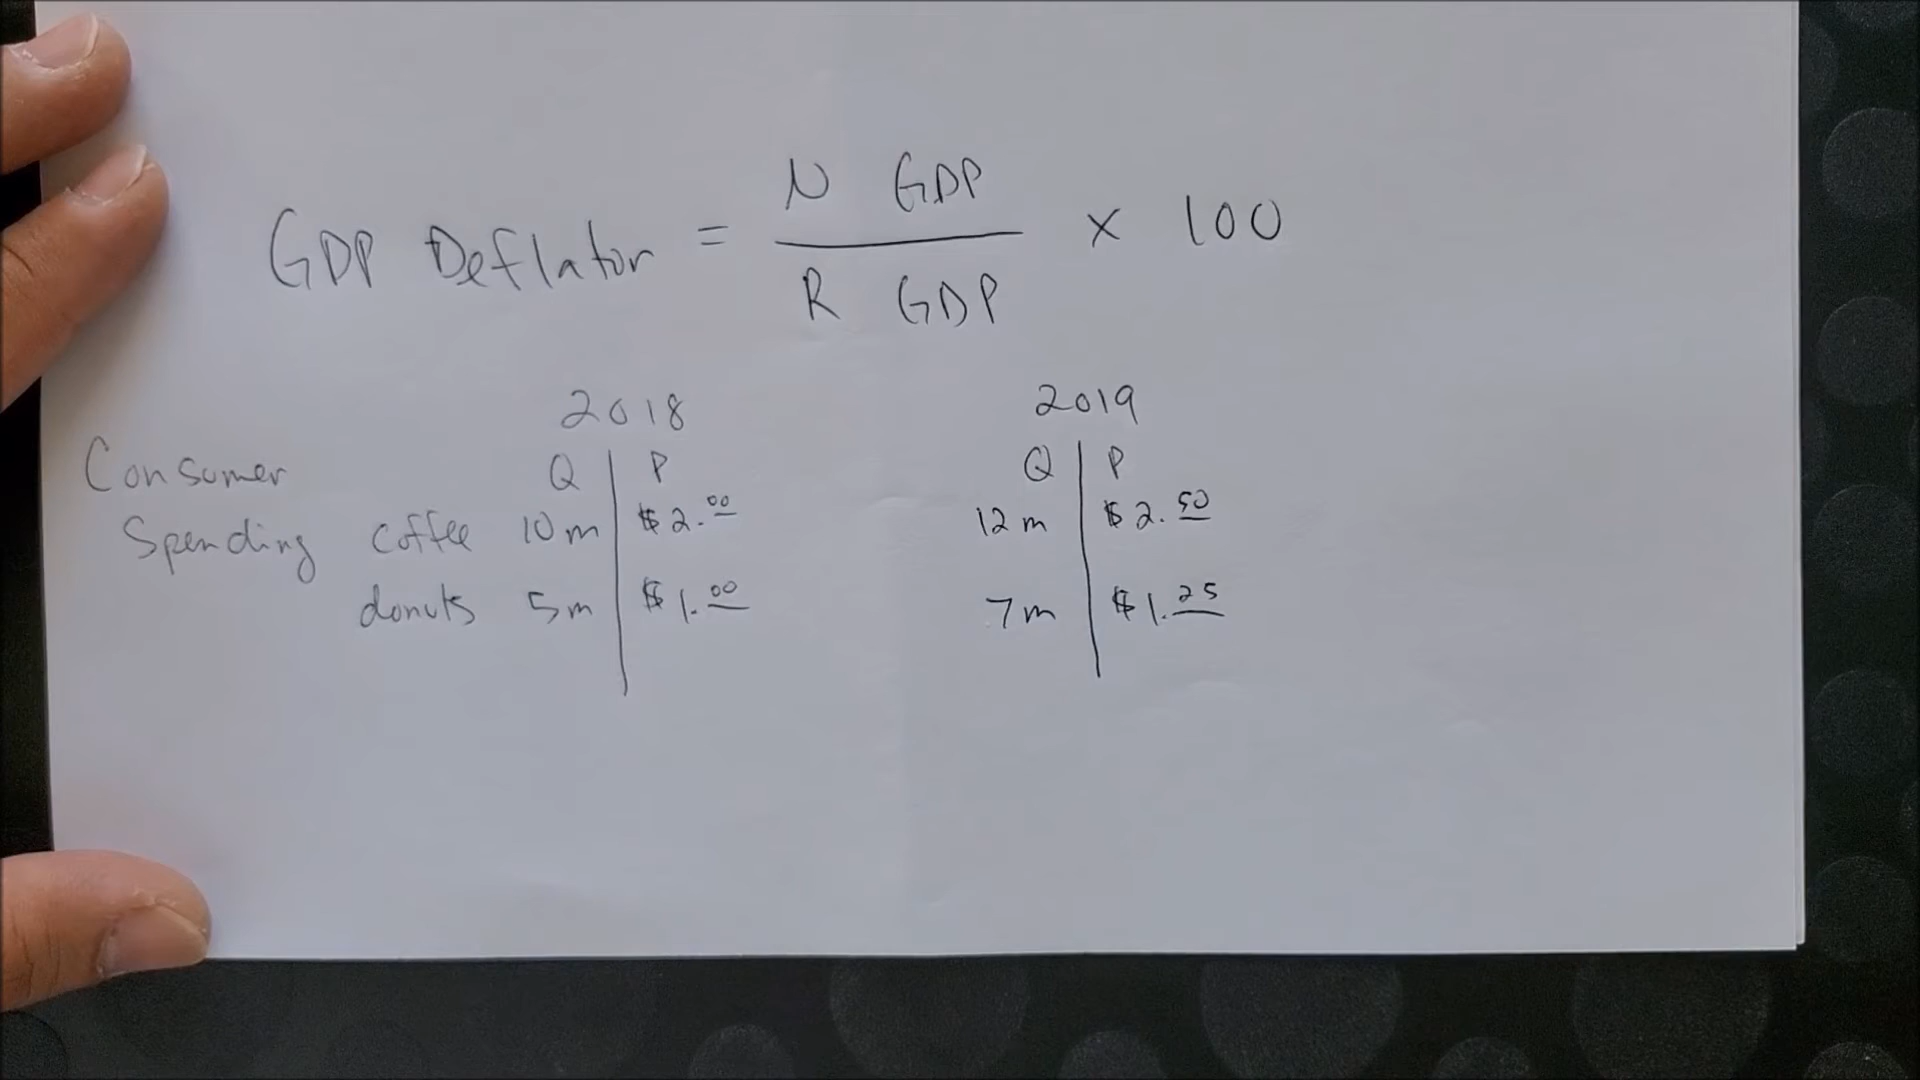 GDP Deflator = N GDP / R GDP x 100
2018 2019
Consumer Q P Q P
Spending coffee 10m $2.00 12m $2.50
donuts 5m $1.00 7m $1.25